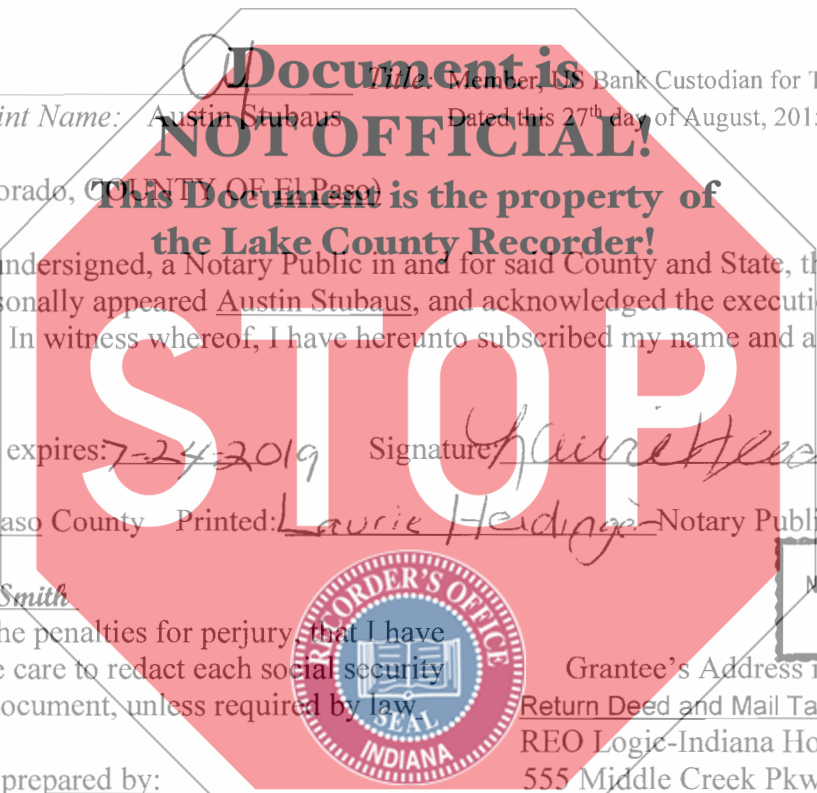 Document is
Title: Member, US Bank Custodian for T
int Name: Austin Stubaus Dated this 27th day of August, 201
NOT OFFICIAL!
orado, COUNTY OF El Paso)
This Document is the property of
the Lake County Recorder!
undersigned, a Notary Public in and for said County and State, th
sonally appeared Austin Stubaus, and acknowledged the executi
In witness whereof, I have hereunto subscribed my name and a
STOP
expires: 7-24-2019 Signature:
aso County Printed: Laurie Heidinger Notary Publi
N
Smith
he penalties for perjury, that I have
e care to redact each social security
ocument, unless required by law
RECORDER'S OFFICE
SEAL
INDIANA
Grantee's Address
Return Deed and Mail Ta
REO Logic-Indiana Ho
prepared by:
555 Middle Creek Pkw